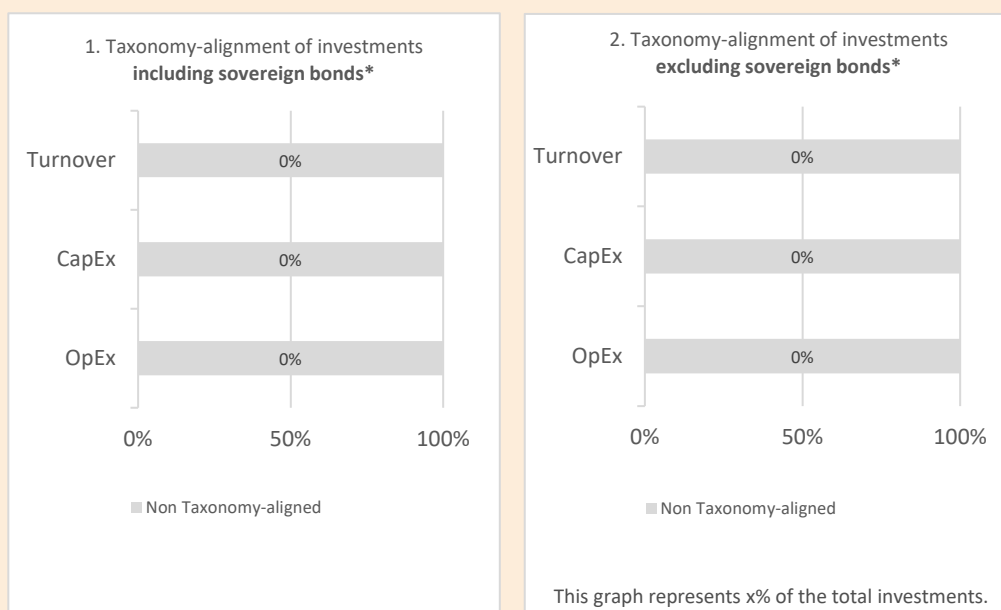 1. Taxonomy-alignment of investments
including sovereign bonds*
Turnover
0%
CapEx
0%
OpEx
0%
0% 50% 100%
Non Taxonomy-aligned
2. Taxonomy-alignment of investments
excluding sovereign bonds*
Turnover
0%
CapEx
0%
OpEx
0%
0% 50% 100%
Non Taxonomy-aligned
This graph represents x% of the total investments.